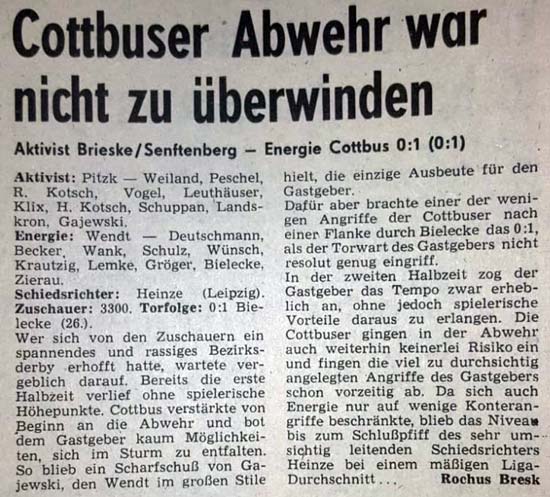 Cottbuser Abwehr war
nicht zu überwinden
Aktivist Brieske/Senftenberg — Energie Cottbus 0:1 (0:1)
Aktivist: Pitzk — Weiland, Peschel,
R. Kotsch, Vogel, Leuthäuser,
Klix, H. Kotsch, Schuppan, Lands-
kron, Gajewski.
Energie: Wendt — Deutschmann,
Becker, Wank, Schulz, Wünsch,
Krautzig, Lemke, Gröger, Bielecke,
Zierau.
Schiedsrichter: Heinze (Leipzig).
Zuschauer: 3300. Torfolge: 0:1 Bie-
lecke (26.).
Wer sich von den Zuschauern ein
spannendes und rassiges Bezirks-
derby erhofft hatte, wartete ver-
geblich darauf. Bereits die erste
Halbzeit verlief ohne spielerische
Höhepunkte. Cottbus verstärkte von
Beginn an die Abwehr und bot
dem Gastgeber kaum Möglichkei-
ten, sich im Sturm zu entfalten.
So blieb ein Scharfschuß von Ga-
jewski, den Wendt im großen Stile
hielt, die einzige Ausbeute für den
Gastgeber.
Dafür aber brachte einer der weni-
gen Angriffe der Cottbuser nach
einer Flanke durch Bielecke das 0:1,
als der Torwart des Gastgebers nicht
resolut genug eingriff.
In der zweiten Halbzeit zog der
Gastgeber das Tempo zwar erheb-
lich an, ohne jedoch spielerische
Vorteile daraus zu erlangen. Die
Cottbuser gingen in der Abwehr
auch weiterhin keinerlei Risiko ein
und fingen die viel zu durchsichtig
angelegten Angriffe des Gastgebers
schon vorzeitig ab. Da sich auch
Energie nur auf wenige Konteran-
griffe beschränkte, blieb das Niveau
bis zum Schlußpfiff des sehr um-
sichtig leitenden Schiedsrichters
Heinze bei einem mäßigen Liga-
Durchschnitt . . . Rochus Bresk